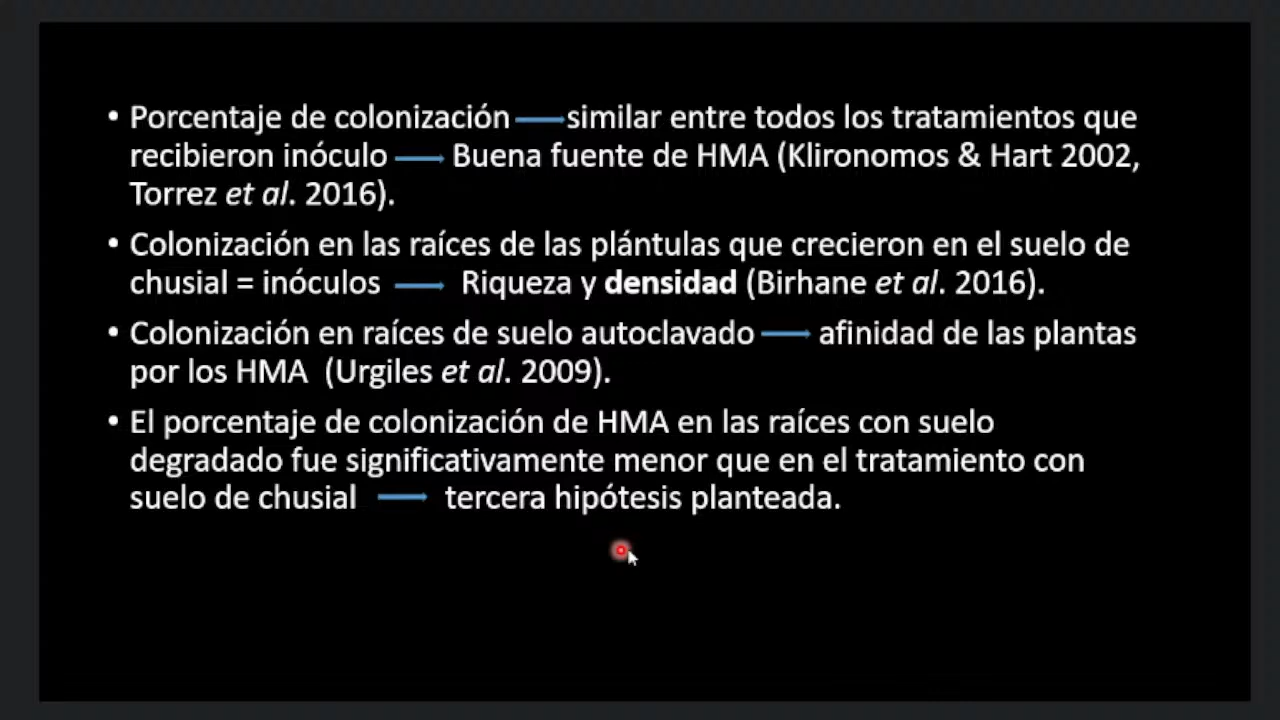 • Porcentaje de colonización → similar entre todos los tratamientos que
recibieron inóculo → Buena fuente de HMA (Klironomos & Hart 2002,
Torrez et al. 2016).
• Colonización en las raíces de las plántulas que crecieron en el suelo de
chusial = inóculos → Riqueza y densidad (Birhane et al. 2016).
• Colonización en raíces de suelo autoclavado → afinidad de las plantas
por los HMA (Urgiles et al. 2009).
• El porcentaje de colonización de HMA en las raíces con suelo
degradado fue significativamente menor que en el tratamiento con
suelo de chusial → tercera hipótesis planteada.